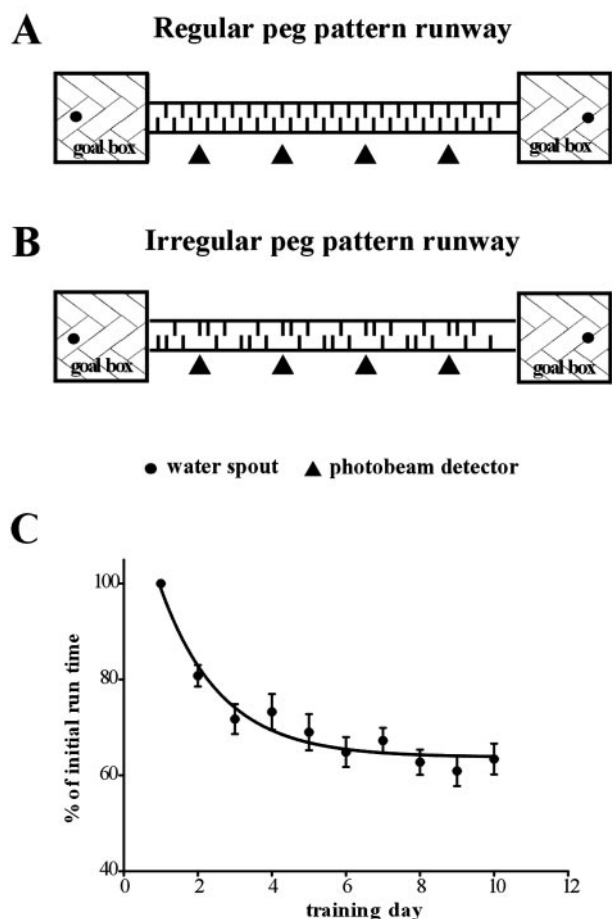 A
Regular peg pattern runway
goal box
goal box
B
Irregular peg pattern runway
goal box
goal box
water spout
photobeam detector
C
100
80
60
40
% of initial run time
0
2
4
6
8
10
12
training day